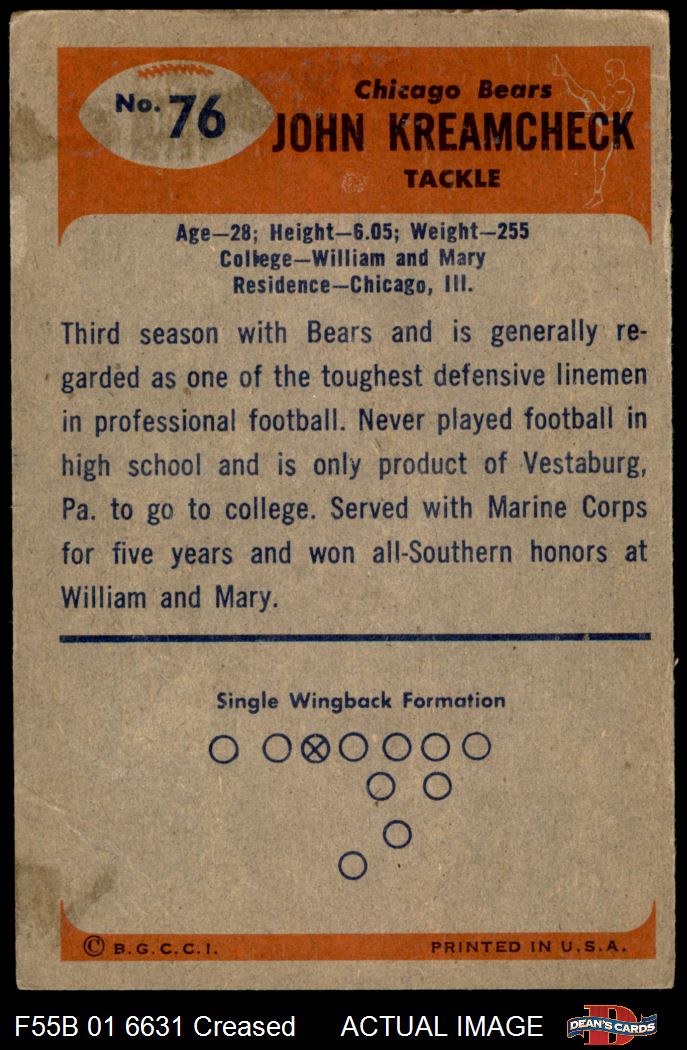 No. 76
Chicago Bears
JOHN KREAMCHECK
TACKLE
Age—28; Height—6.05; Weight—255
College—William and Mary
Residence—Chicago, Ill.
Third season with Bears and is generally re-
garded as one of the toughest defensive linemen
in professional football. Never played football in
high school and is only product of Vestaburg,
Pa. to go to college. Served with Marine Corps
for five years and won all-Southern honors at
William and Mary.
Single Wingback Formation
© B.G.C.C.I.
PRINTED IN U.S.A.
F55B 01 6631 Creased
ACTUAL IMAGE
D
DEAN'S CARDS